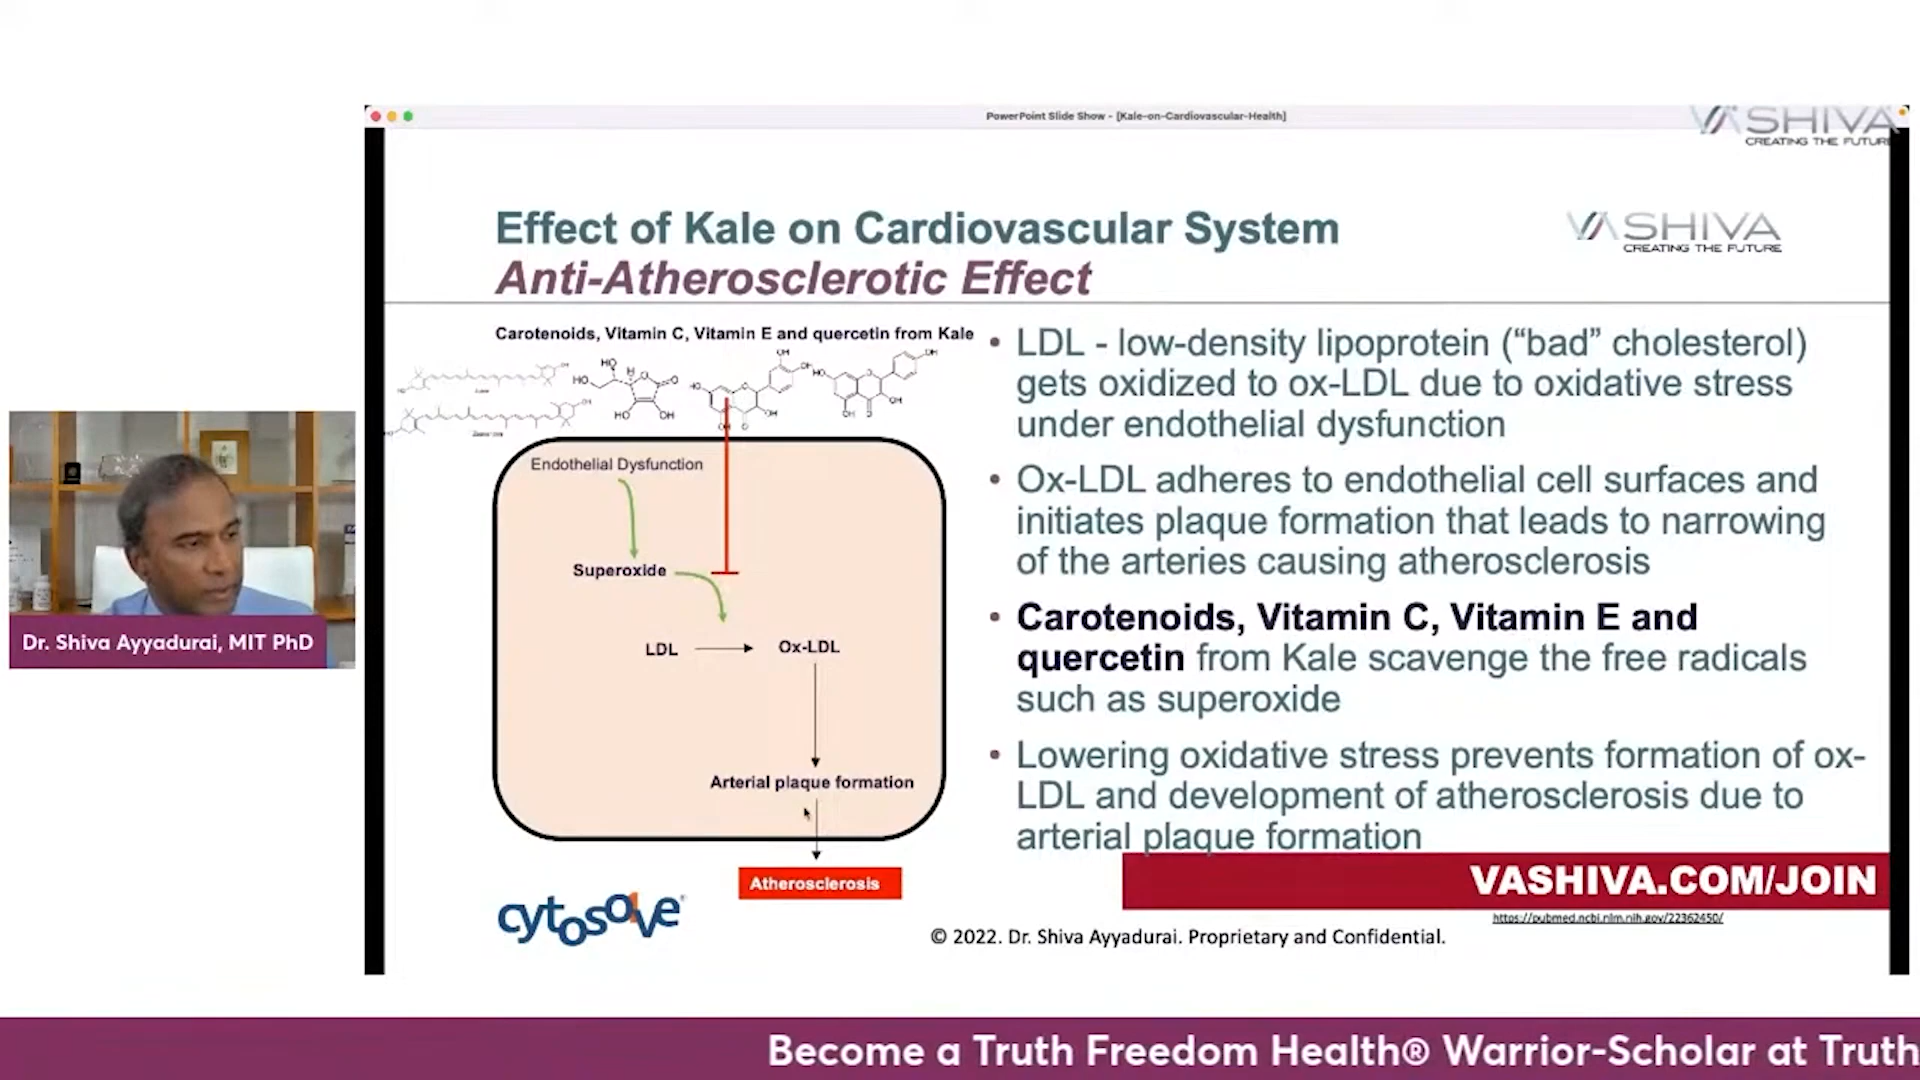 PowerPoint Slide Show - [Kale-on-Cardiovascular-Health]
VA SHIVA
CREATING THE FUTURE
Effect of Kale on Cardiovascular System
Anti-Atherosclerotic Effect
VA SHIVA
CREATING THE FUTURE
Carotenoids, Vitamin C, Vitamin E and quercetin from Kale
Endothelial Dysfunction
Superoxide
LDL
Ox-LDL
Arterial plaque formation
Atherosclerosis
• LDL - low-density lipoprotein (“bad” cholesterol)
gets oxidized to ox-LDL due to oxidative stress
under endothelial dysfunction
• Ox-LDL adheres to endothelial cell surfaces and
initiates plaque formation that leads to narrowing
of the arteries causing atherosclerosis
• Carotenoids, Vitamin C, Vitamin E and
quercetin from Kale scavenge the free radicals
such as superoxide
• Lowering oxidative stress prevents formation of ox-
LDL and development of atherosclerosis due to
arterial plaque formation
VASHIVA.COM/JOIN
https://pubmed.ncbi.nlm.nih.gov/22362450/
cytosolve
© 2022. Dr. Shiva Ayyadurai. Proprietary and Confidential.
Dr. Shiva Ayyadurai, MIT PhD
Become a Truth Freedom Health® Warrior-Scholar at Truth